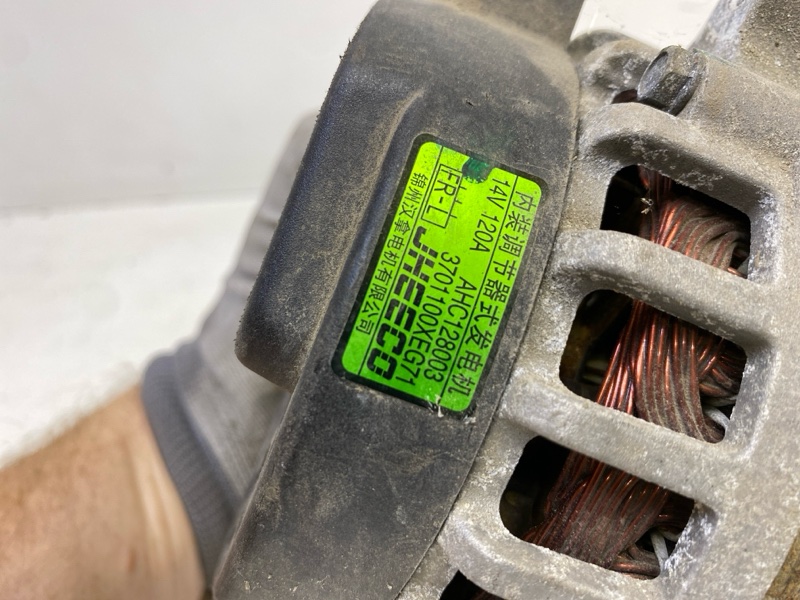 内装调节器式发电机
14V 120A AHC128003
3701100XEG71
FR-L JHEECO
锦州汉拿电机有限公司